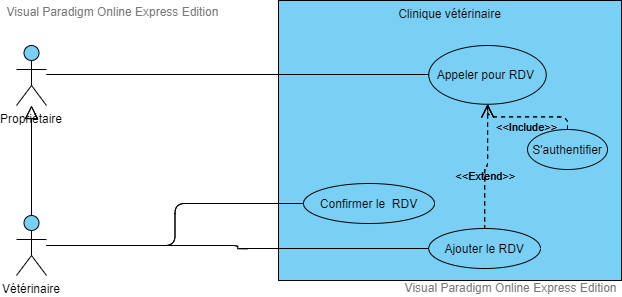 Visual Paradigm Online Express Edition
Clinique vétérinaire
Appeler pour RDV
Propriétaire
<<Include>>
S'authentifier
<<Extend>>
Confirmer le RDV
Ajouter le RDV
Vétérinaire
Visual Paradigm Online Express Edition